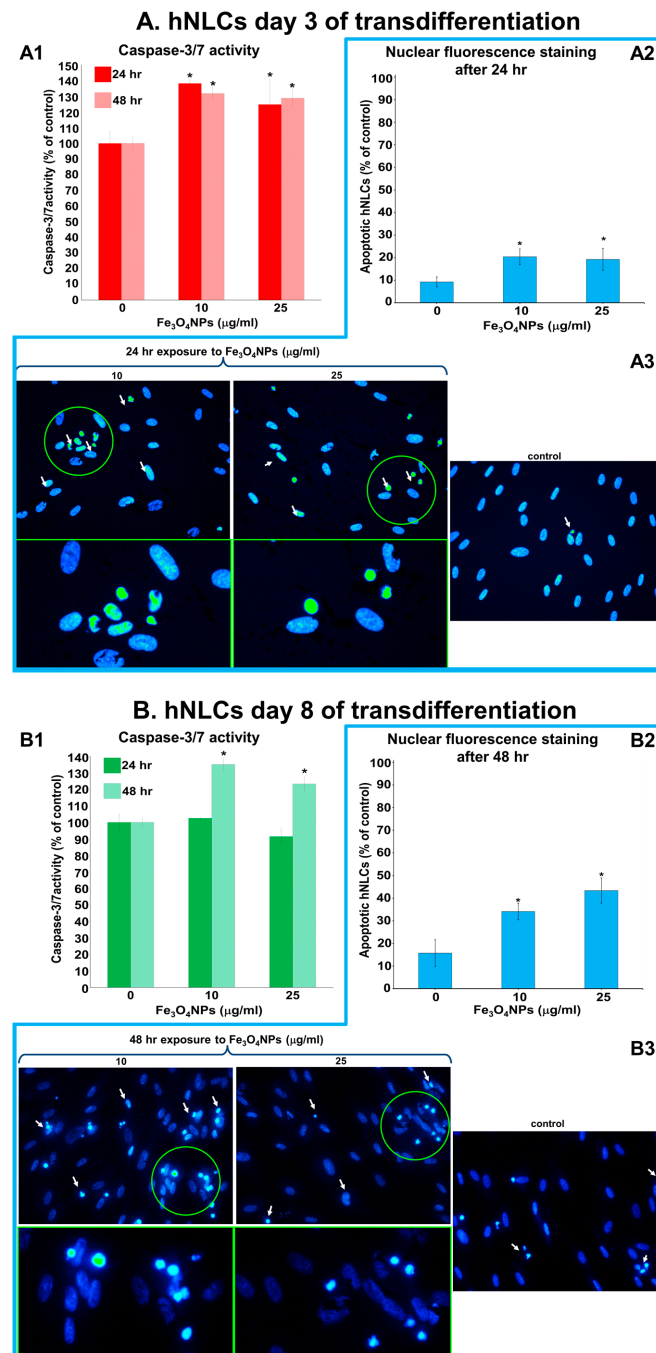 A. hNLCs day 3 of transdifferentiation
A1
Caspase-3/7 activity
24 hr
48 hr
Caspase-3/7activity (% of control)
150
140
130
120
110
100
90
80
70
60
50
40
30
20
10
0
* * * *
0 10 25
Fe₃O₄NPs (µg/ml)
A2
Nuclear fluorescence staining
after 24 hr
Apoptotic hNLCs (% of control)
100
90
80
70
60
50
40
30
20
10
0
* *
0 10 25
Fe₃O₄NPs (µg/ml)
A3
24 hr exposure to Fe₃O₄NPs (µg/ml)
10 25
control
B. hNLCs day 8 of transdifferentiation
B1
Caspase-3/7 activity
24 hr
48 hr
Caspase-3/7activity (% of control)
140
130
120
110
100
90
80
70
60
50
40
30
20
10
0
* *
0 10 25
Fe₃O₄NPs (µg/ml)
B2
Nuclear fluorescence staining
after 48 hr
Apoptotic hNLCs (% of control)
100
90
80
70
60
50
40
30
20
10
0
* *
0 10 25
Fe₃O₄NPs (µg/ml)
B3
48 hr exposure to Fe₃O₄NPs (µg/ml)
10 25
control